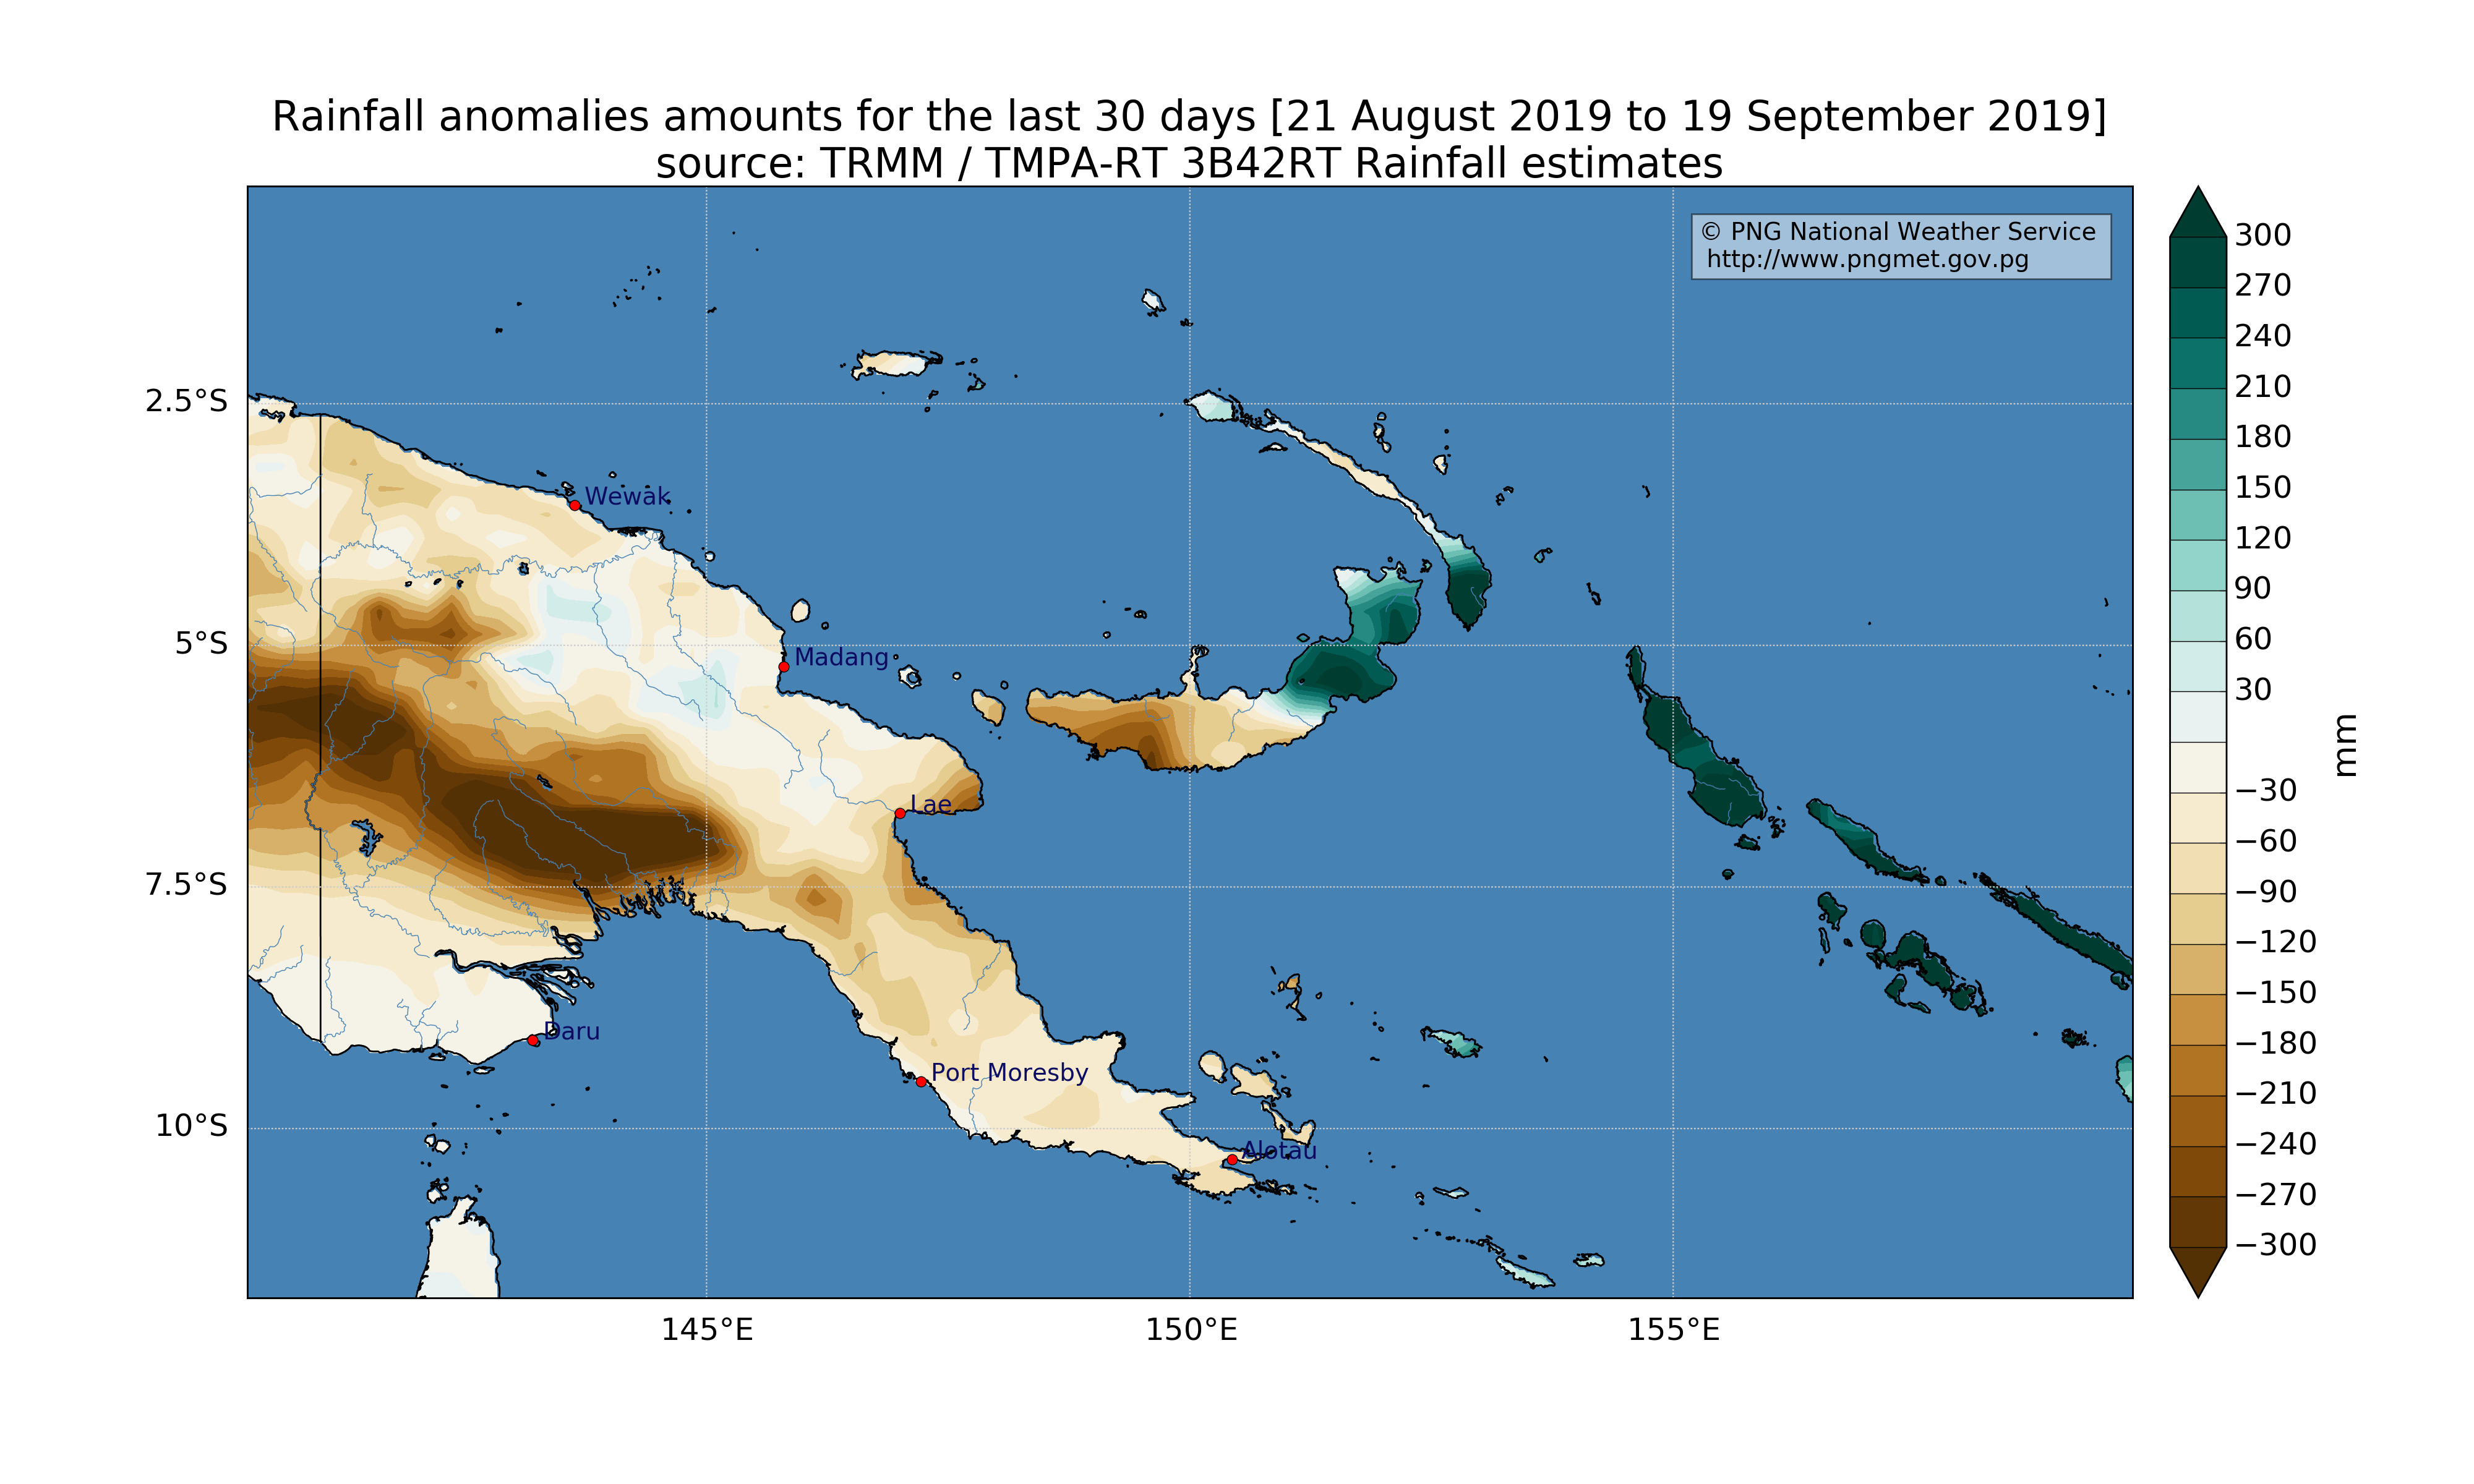 Rainfall anomalies amounts for the last 30 days [21 August 2019 to 19 September 2019]
source: TRMM / TMPA-RT 3B42RT Rainfall estimates
© PNG National Weather Service
http://www.pngmet.gov.pg
300
270
240
210
180
150
120
90
60
30
−30
−60
−90
−120
−150
−180
−210
−240
−270
−300
mm
2.5°S
5°S
7.5°S
10°S
Wewak
Madang
Lae
Daru
Port Moresby
Alotau
145°E
150°E
155°E